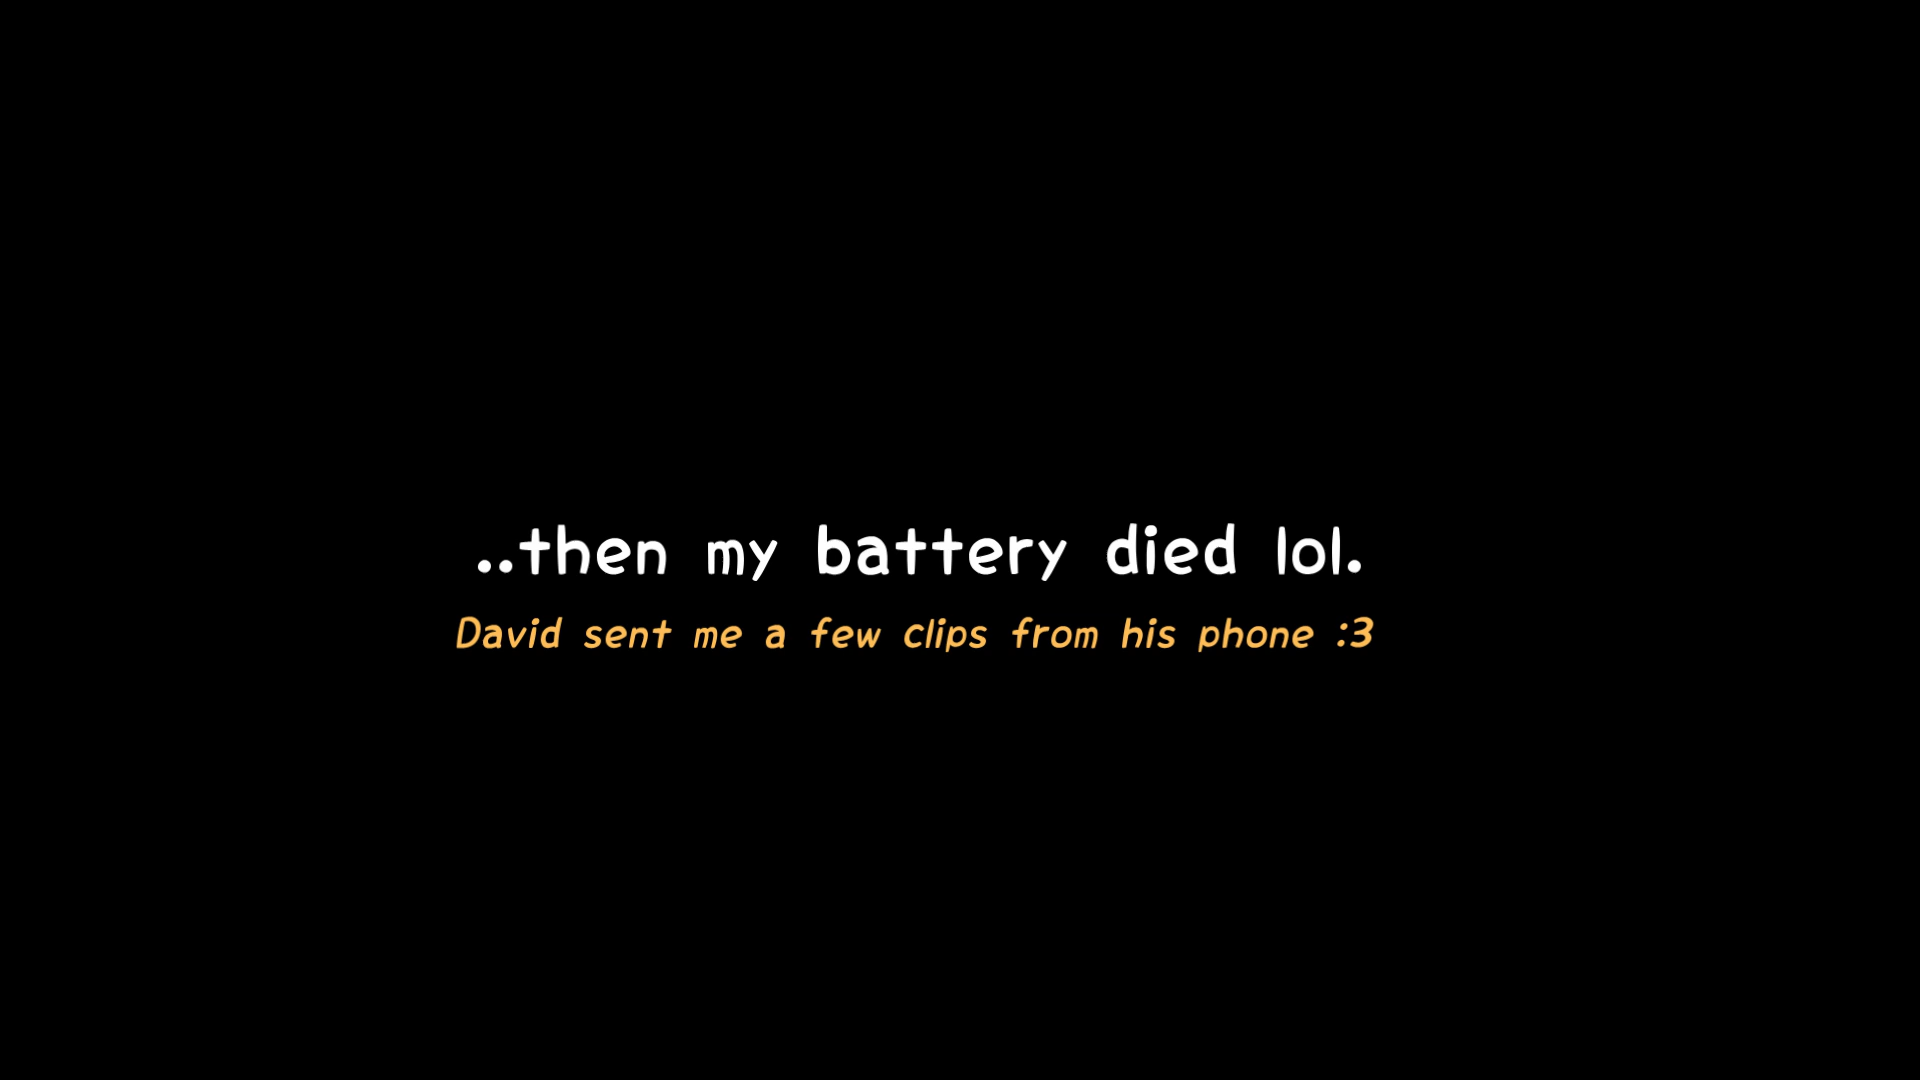 ..then my battery died lol.
David sent me a few clips from his phone :3